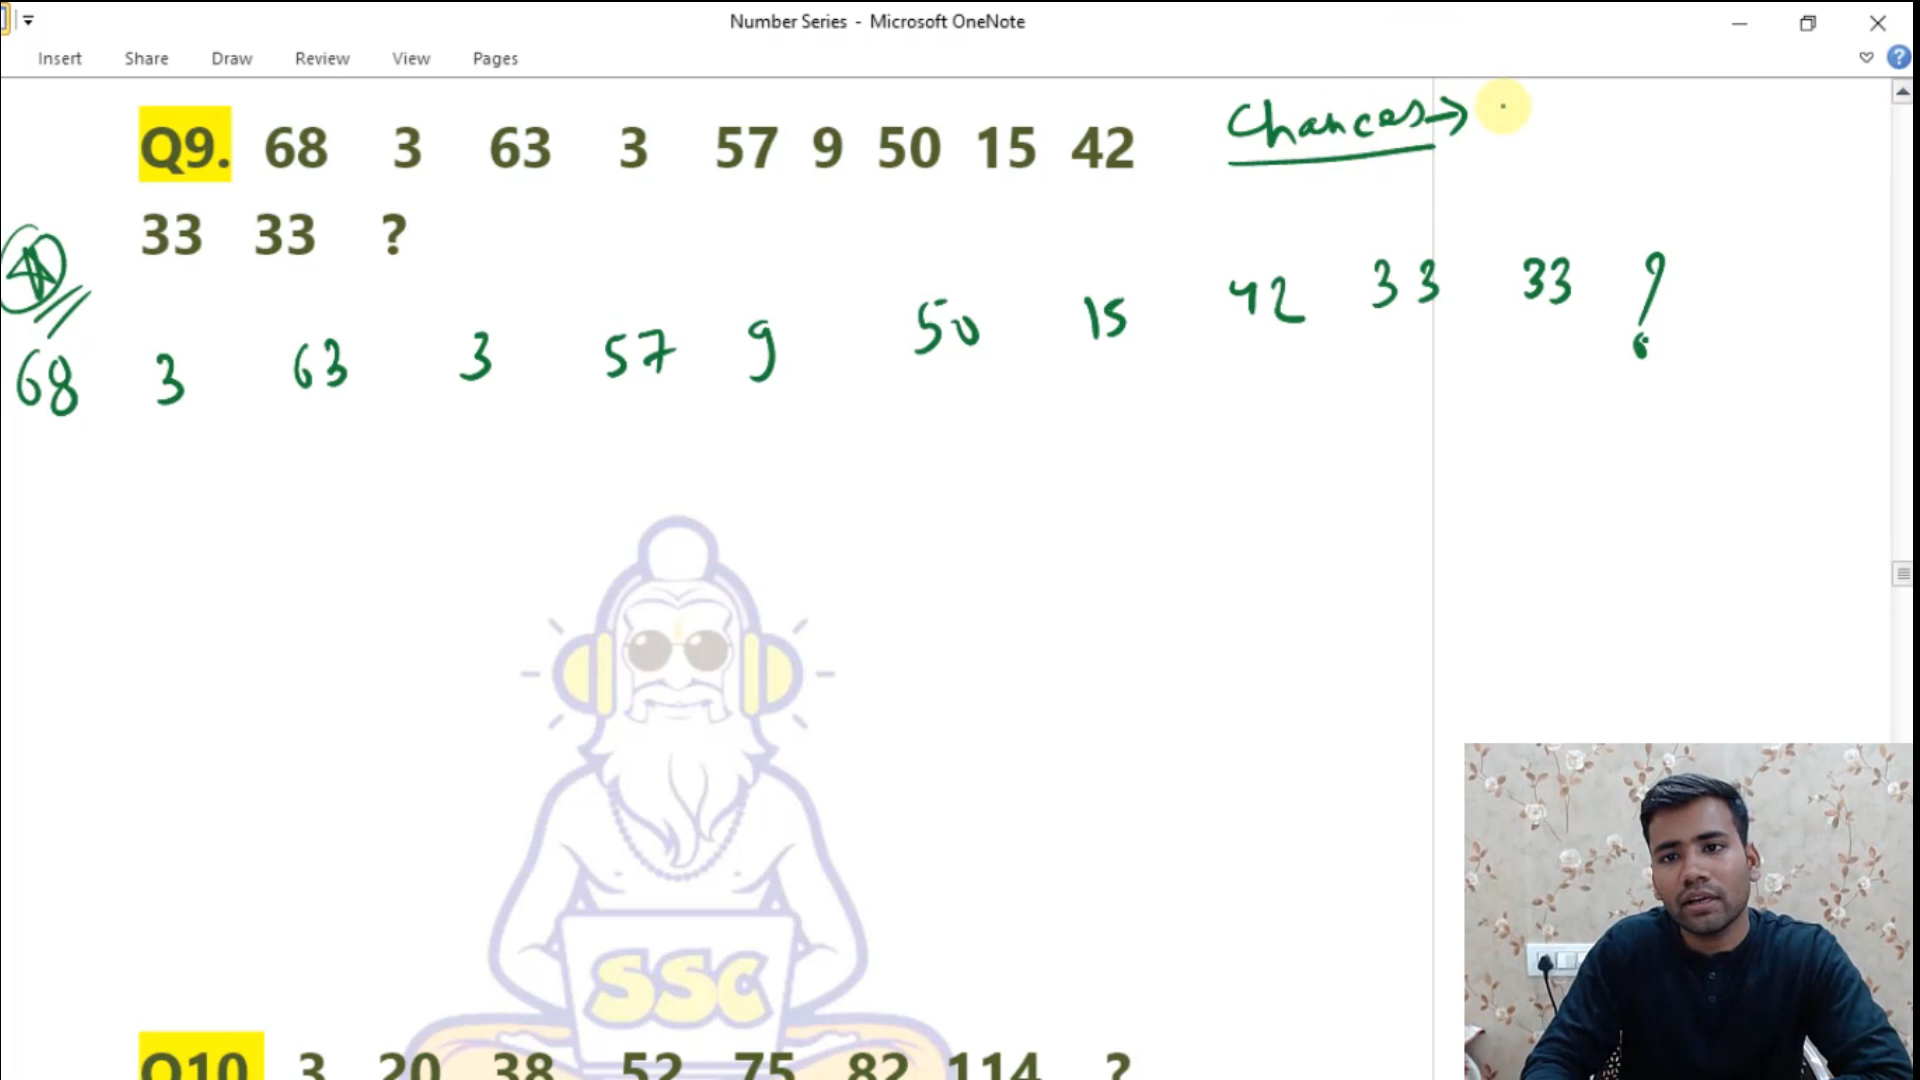 Number Series - Microsoft OneNote
Insert Share Draw Review View Pages
Q9. 68 3 63 3 57 9 50 15 42
33 33 ?
Chances→
68 3 63 3 57 9 50 15 42 33 33 ?
SSC
Q10 3 20 38 52 75 82 114 ?